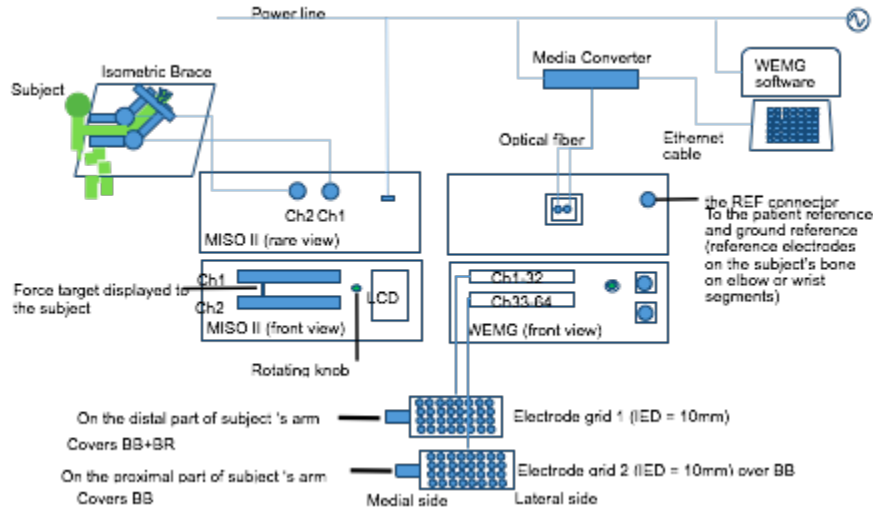 Power line
Isometric Brace
Media Converter
WEMG
software
Subject
Optical fiber
Ethernet
cable
Ch2 Ch1
MISO II (rare view)
the REF connector
To the patient reference
and ground reference
(reference electrodes
on the subject's bone
on elbow or wrist
segments)
Ch1
Ch1-32
Force target displayed to
the subject
LCD
Ch2
Ch33-64
MISO II (front view)
WEMG (front view)
Rotating knob
On the distal part of subject 's arm
Electrode grid 1 (IED = 10mm)
Covers BB+BR
On the proximal part of subject 's arm
Electrode grid 2 (IED = 10mm) over BB
Covers BB
Medial side
Lateral side